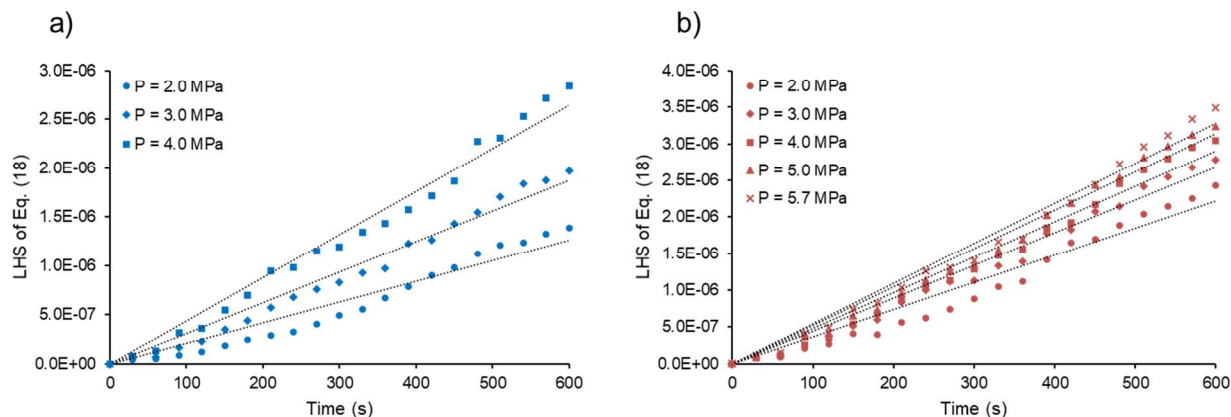 a)
LHS of Eq. (18)
3.0E-06
2.5E-06
2.0E-06
1.5E-06
1.0E-06
5.0E-07
0.0E+00
P = 2.0 MPa
P = 3.0 MPa
P = 4.0 MPa
0 100 200 300 400 500 600
Time (s)
b)
LHS of Eq. (18)
4.0E-06
3.5E-06
3.0E-06
2.5E-06
2.0E-06
1.5E-06
1.0E-06
5.0E-07
0.0E+00
P = 2.0 MPa
P = 3.0 MPa
P = 4.0 MPa
P = 5.0 MPa
P = 5.7 MPa
0 100 200 300 400 500 600
Time (s)